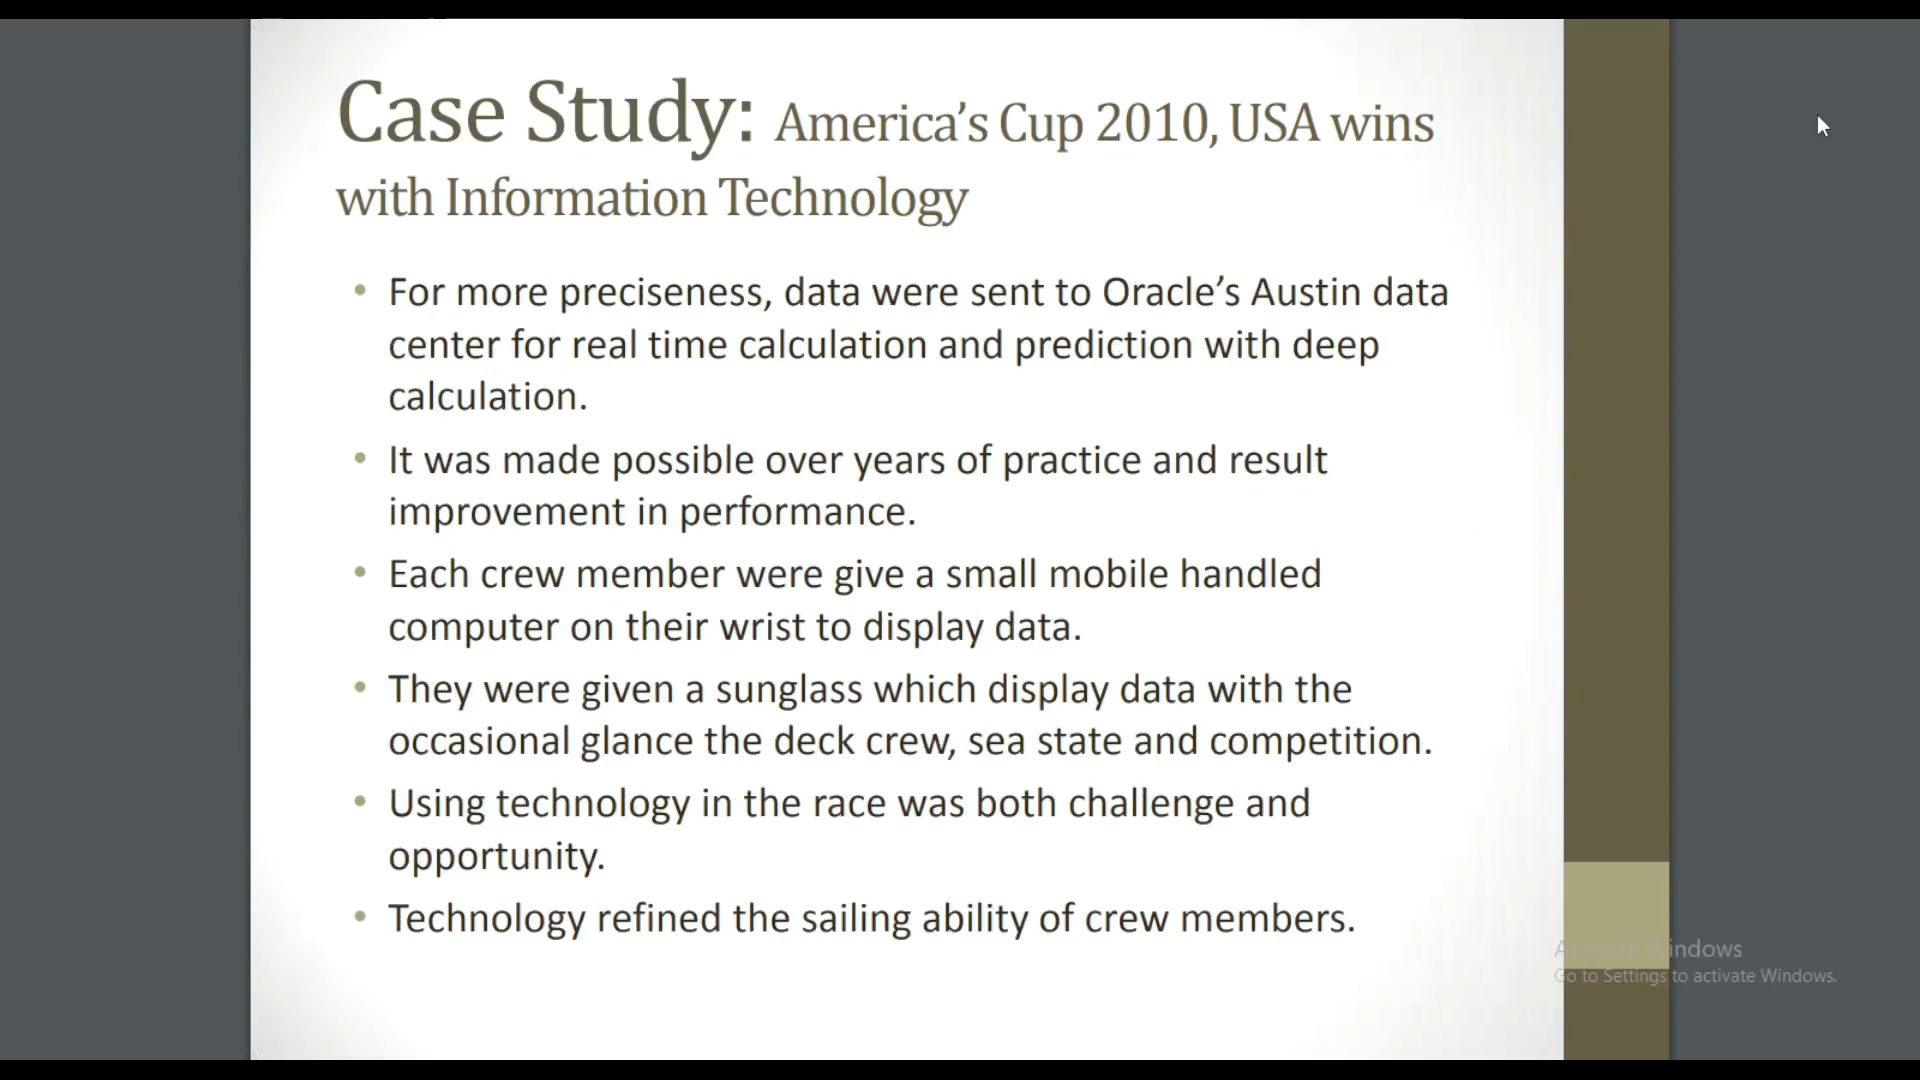 Case Study: America's Cup 2010, USA wins
with Information Technology
• For more preciseness, data were sent to Oracle's Austin data
center for real time calculation and prediction with deep
calculation.
• It was made possible over years of practice and result
improvement in performance.
• Each crew member were give a small mobile handled
computer on their wrist to display data.
• They were given a sunglass which display data with the
occasional glance the deck crew, sea state and competition.
• Using technology in the race was both challenge and
opportunity.
• Technology refined the sailing ability of crew members.
Activate Windows
Go to Settings to activate Windows.